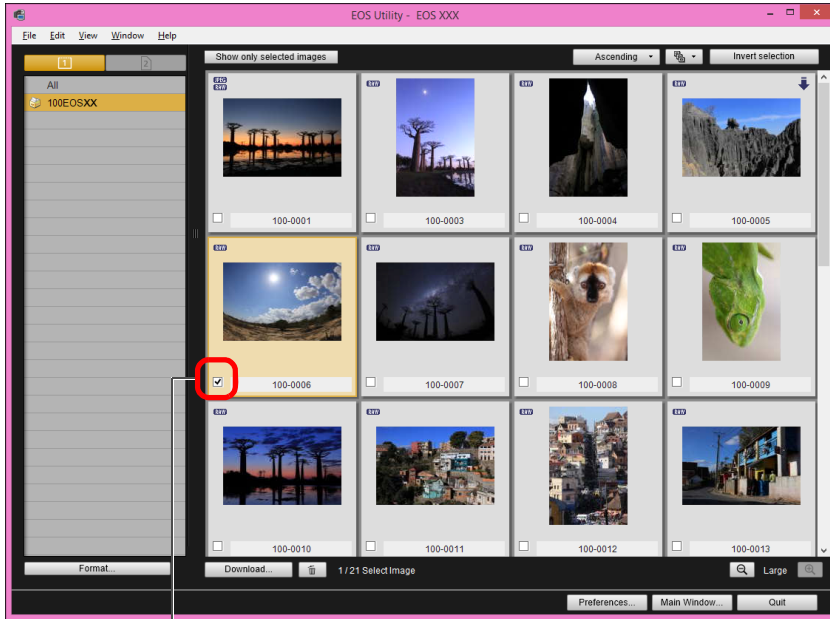 EOS Utility - EOS XXX
File Edit View Window Help
1 2
Show only selected images Ascending Invert selection
All
100EOSXX
JPEG
RAW
RAW
RAW
RAW
100-0001 100-0003 100-0004 100-0005
RAW
RAW
RAW
RAW
100-0006 100-0007 100-0008 100-0009
RAW
RAW
RAW
RAW
100-0010 100-0011 100-0012 100-0013
Format... Download... 1 / 21 Select Image Large
Preferences... Main Window... Quit